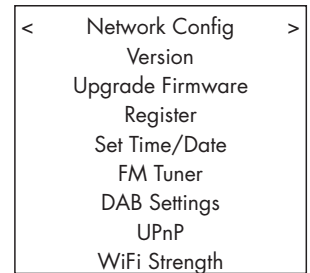 < Network Config >
Version
Upgrade Firmware
Register
Set Time/Date
FM Tuner
DAB Settings
UPnP
WiFi Strength